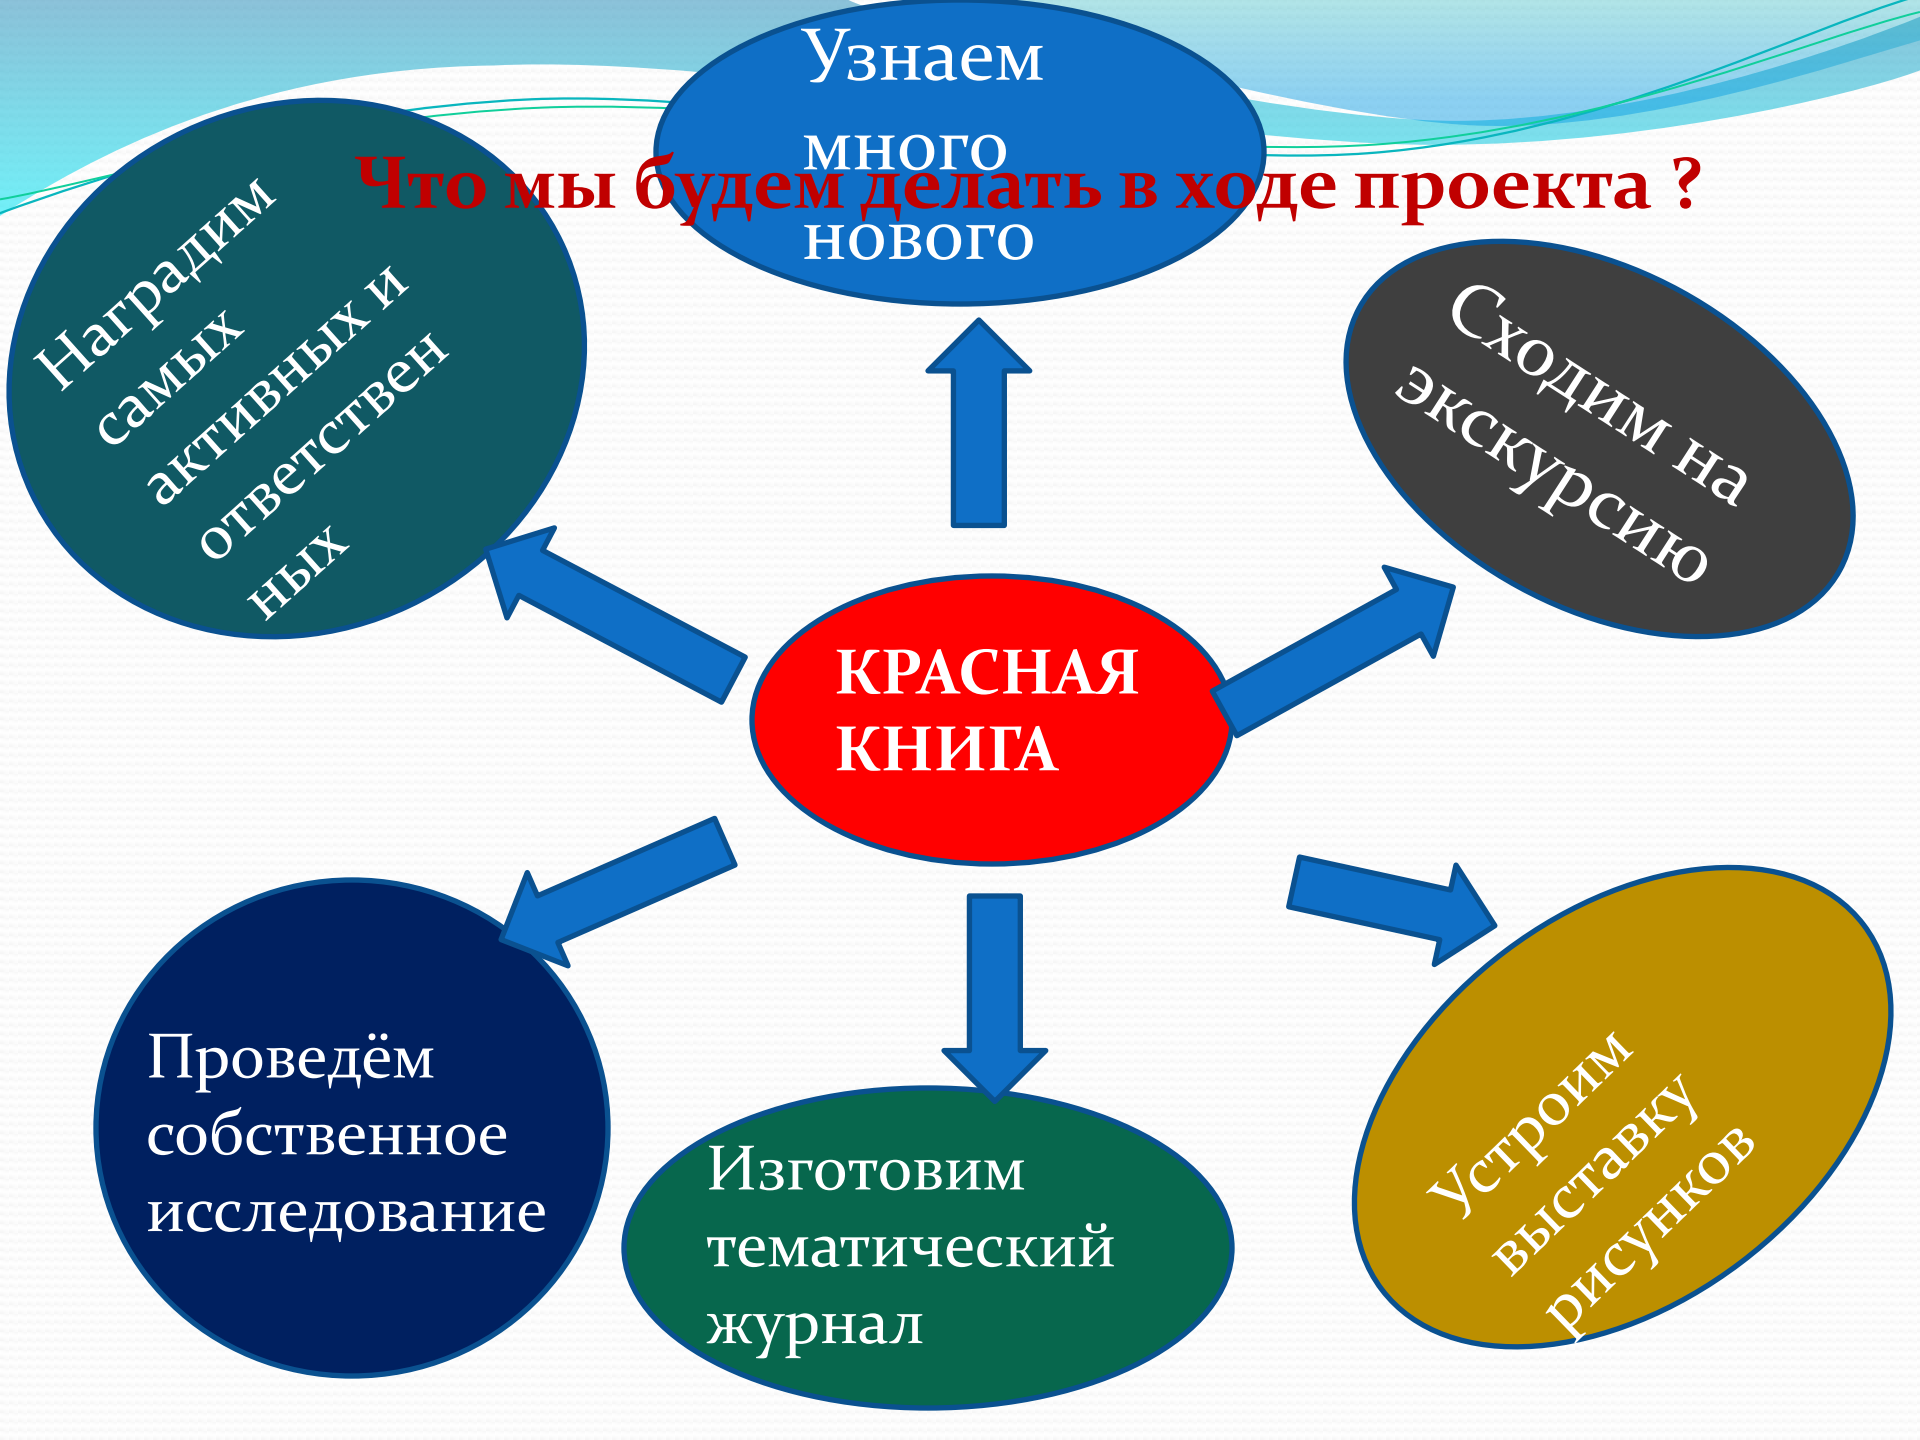 Что мы будем делать в ходе проекта ?
Узнаем
много
нового
Наградим
самых
активных и
ответствен
ных
Сходим на
экскурсию
КРАСНАЯ
КНИГА
Проведём
собственное
исследование
Изготовим
тематический
журнал
Устроим
выставку
рисунков